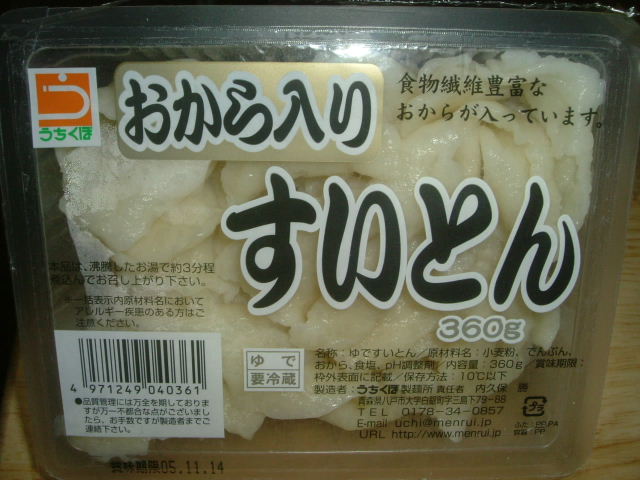 うちくぼ
おから入り
食物繊維豊富な
おからが入っています。
すいとん
360g
本品は、沸騰したお湯で約3分程
煮込んでお召し上がり下さい。
※一括表示内原材料名において
アレルギー疾患のある方はご
注意ください。
4 971249 040361
●品質管理には万全を期しておりま
すが万一不都合な点がございまし
たら、お手数ですが製造者までご
連絡下さい。
ゆで
要冷蔵
名称：ゆですいとん／原材料名：小麦粉、でんぷん、
おから、食塩、pH調整剤／内容量：360g／賞味期限：
枠外表面に記載／保存方法：10℃以下
製造者：うちくぼ製麺所 責任者 内久保 勝
青森県八戸市大字白銀町字三島下79-88
TEL 0178-34-0857
E-mail uchi@menrui.com
URL http://www.menrui.jp/
プラ
ふた：PP,PA
容器：PP
賞味期限05.11.14